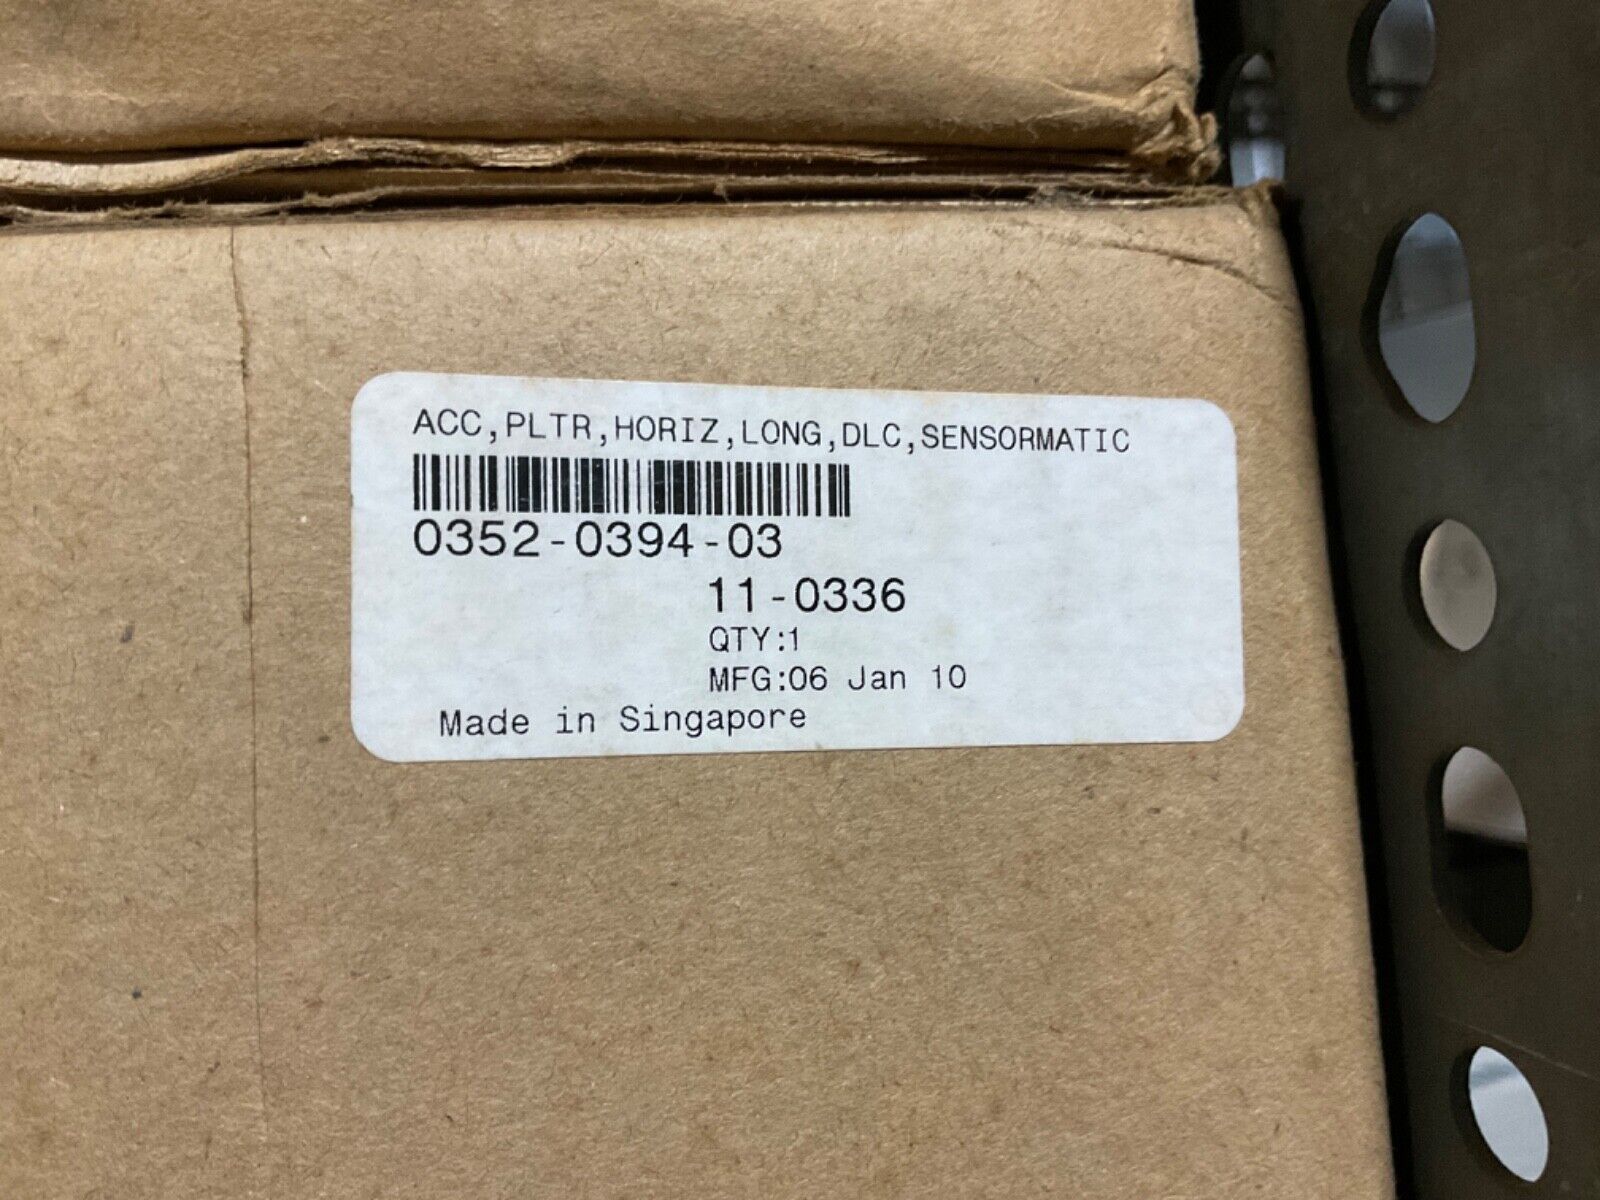 ACC,PLTR,HORIZ,LONG,DLC,SENSORMATIC
0352-0394-03
11-0336
QTY:1
MFG:06 Jan 10
Made in Singapore